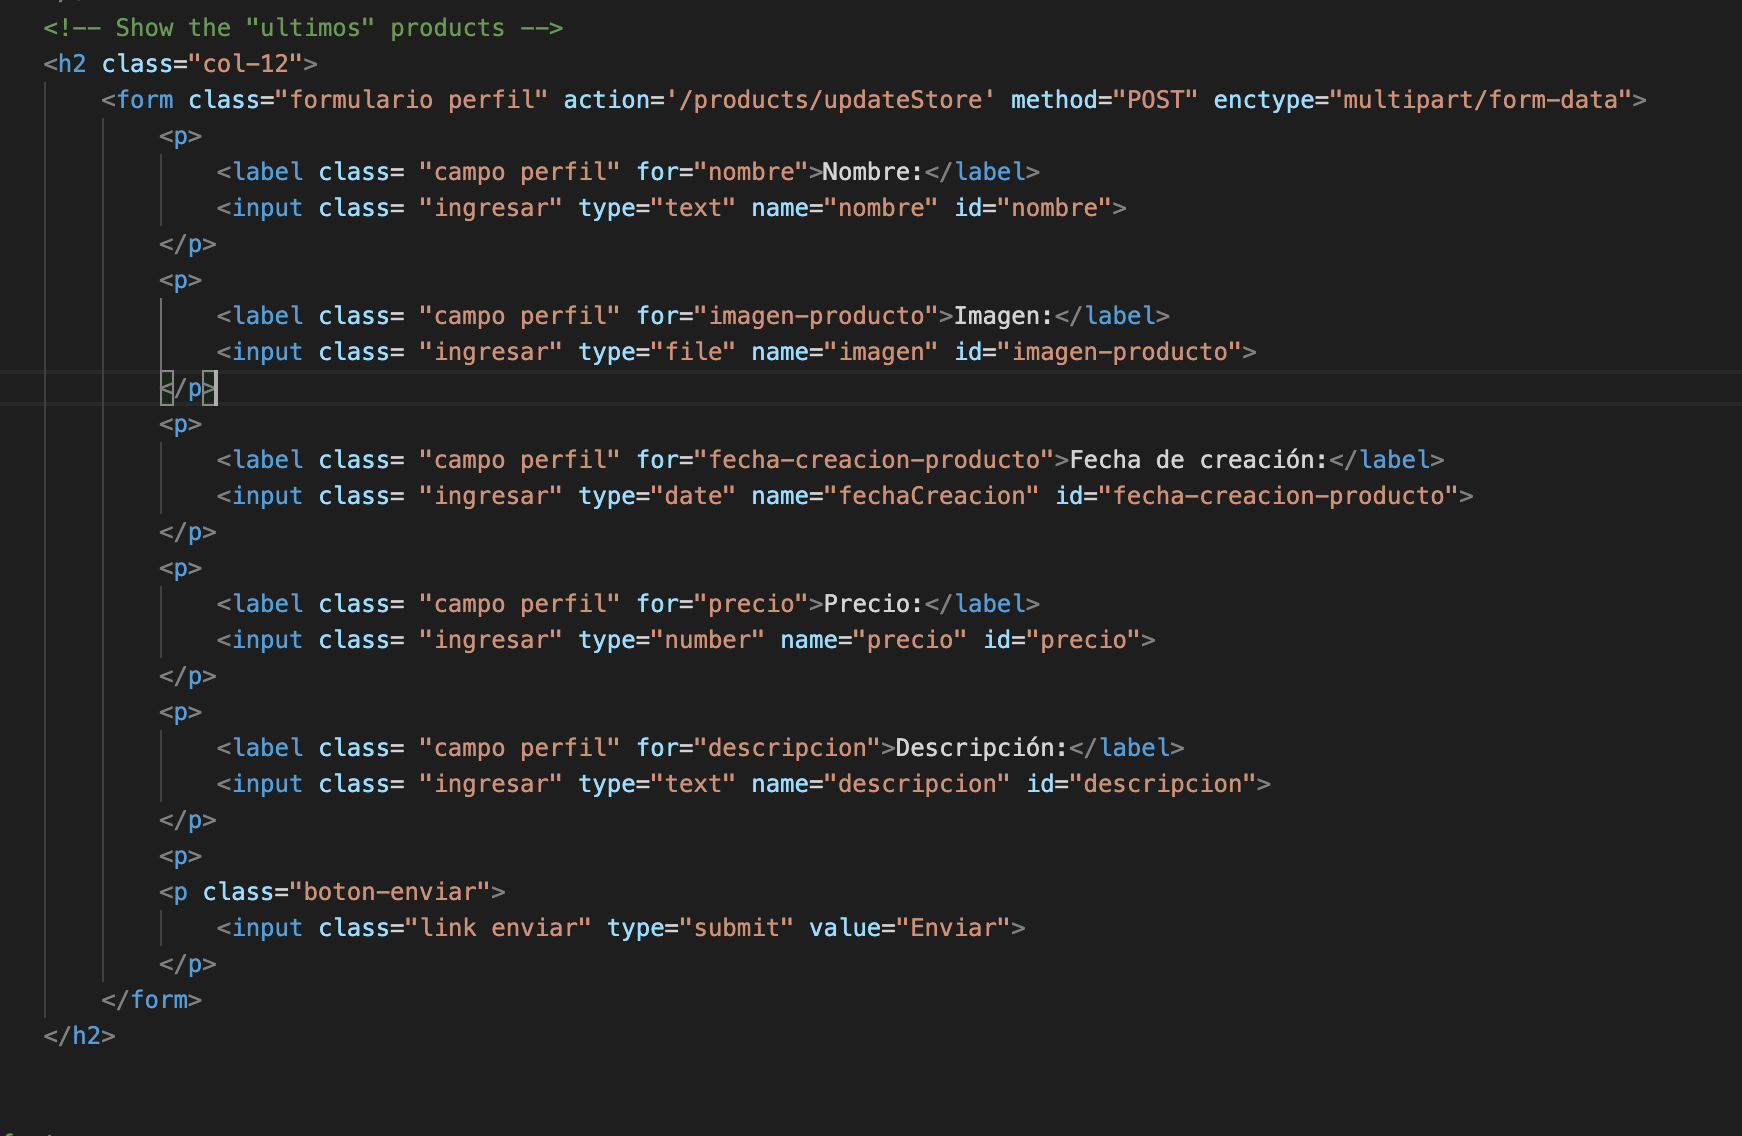 <!-- Show the "ultimos" products -->
<h2 class="col-12">
<form class="formulario perfil" action='/products/updateStore' method="POST" enctype="multipart/form-data">
<p>
<label class= "campo perfil" for="nombre">Nombre:</label>
<input class= "ingresar" type="text" name="nombre" id="nombre">
</p>
<p>
<label class= "campo perfil" for="imagen-producto">Imagen:</label>
<input class= "ingresar" type="file" name="imagen" id="imagen-producto">
</p>
<p>
<label class= "campo perfil" for="fecha-creacion-producto">Fecha de creación:</label>
<input class= "ingresar" type="date" name="fechaCreacion" id="fecha-creacion-producto">
</p>
<p>
<label class= "campo perfil" for="precio">Precio:</label>
<input class= "ingresar" type="number" name="precio" id="precio">
</p>
<p>
<label class= "campo perfil" for="descripcion">Descripción:</label>
<input class= "ingresar" type="text" name="descripcion" id="descripcion">
</p>
<p>
<p class="boton-enviar">
<input class="link enviar" type="submit" value="Enviar">
</p>
</form>
</h2>